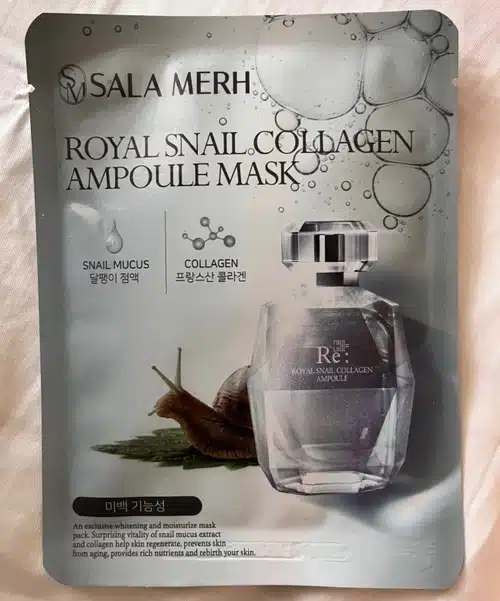 SM SALA MERH
ROYAL SNAIL COLLAGEN
AMPOULE MASK
SNAIL MUCUS
달팽이 점액
COLLAGEN
프랑스산 콜라겐
Re:
ROYAL SNAIL COLLAGEN
AMPOULE
미백 기능성
An exclusive whitening and moisturize mask
pack. Surprising vitality of snail mucus extract
and collagen help skin regenerate, prevents skin
from aging, provides rich nutrients and rebirth your skin.